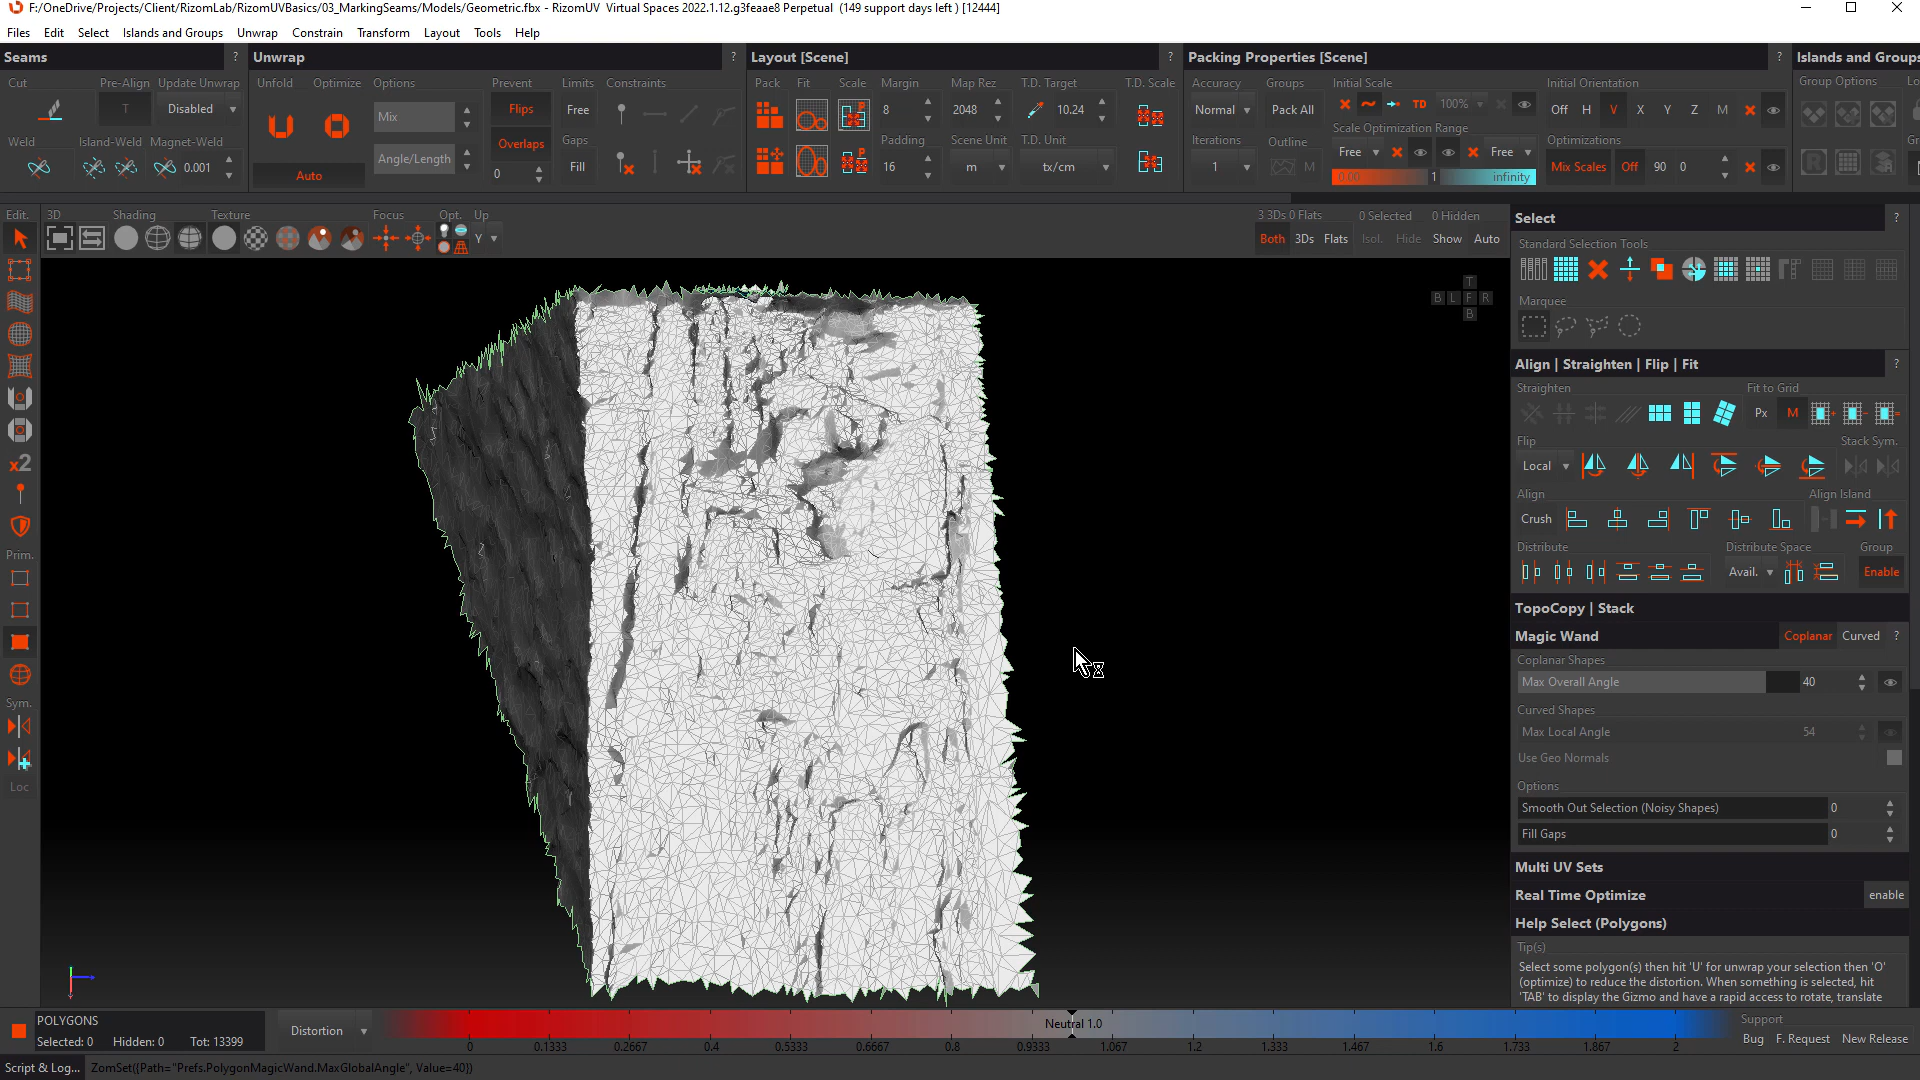 F:/OneDrive/Projects/Client/RizomLab/RizomUVBasics/03_MarkingSeams/Models/Geometric.fbx - RizomUV Virtual Spaces 2022.1.12.g3feaae8 Perpetual (149 support days left ) [12444]
Files Edit Select Islands and Groups Unwrap Constrain Transform Layout Tools Help
Seams ? Unwrap ? Layout [Scene] ? Packing Properties [Scene] ? Islands and Groups
Cut Pre-Align Update Unwrap Unfold Optimize Options Prevent Limits Constraints Pack Fit Scale Margin Map Rez T.D. Target T.D. Scale Accuracy Groups Initial Scale Initial Orientation Group Options
T Disabled Mix Flips Free 8 2048 10.24 Normal Pack All TD 100% Off H V X Y Z M
Weld Island-Weld Magnet-Weld Angle/Length Overlaps Gaps Padding Scene Unit T.D. Unit Iterations Outline Scale Optimization Range Optimizations
0.001 Auto 0 Fill 16 m tx/cm 1 M Free Free Mix Scales Off 90 0
0.00 1 infinity
Edit. 3D Shading Texture Focus Opt. Up 3 3Ds 0 Flats 0 Selected 0 Hidden
Y Both 3Ds Flats Isol. Hide Show Auto
T
B L F R
B
Select ?
Standard Selection Tools
Marquee
Align | Straighten | Flip | Fit ?
Straighten Fit to Grid
Px M
Flip Stack Sym.
Local
Align Align Island
Crush
Distribute Distribute Space Group
Avail. Enable
TopoCopy | Stack
Magic Wand Coplanar Curved ?
Coplanar Shapes
Max Overall Angle 40
Curved Shapes
Max Local Angle 54
Use Geo Normals
Options
Smooth Out Selection (Noisy Shapes) 0
Fill Gaps 0
Multi UV Sets
Real Time Optimize enable
Help Select (Polygons)
Tip(s)
Select some polygon(s) then hit 'U' for unwrap your selection then 'O'
(optimize) to reduce the distortion. When something is selected, hit
'TAB' to display the Gizmo and have a rapid access to rotate, translate
x2
Prim.
Sym.
Loc
POLYGONS
Selected: 0 Hidden: 0 Tot: 13399
Distortion
Neutral 1.0
0 0.1333 0.2667 0.4 0.5333 0.6667 0.8 0.9333 1.067 1.2 1.333 1.467 1.6 1.733 1.867 2
Support
Bug F. Request New Release
Script & Log... ZomSet({Path="Prefs.PolygonMagicWand.MaxGlobalAngle", Value=40})